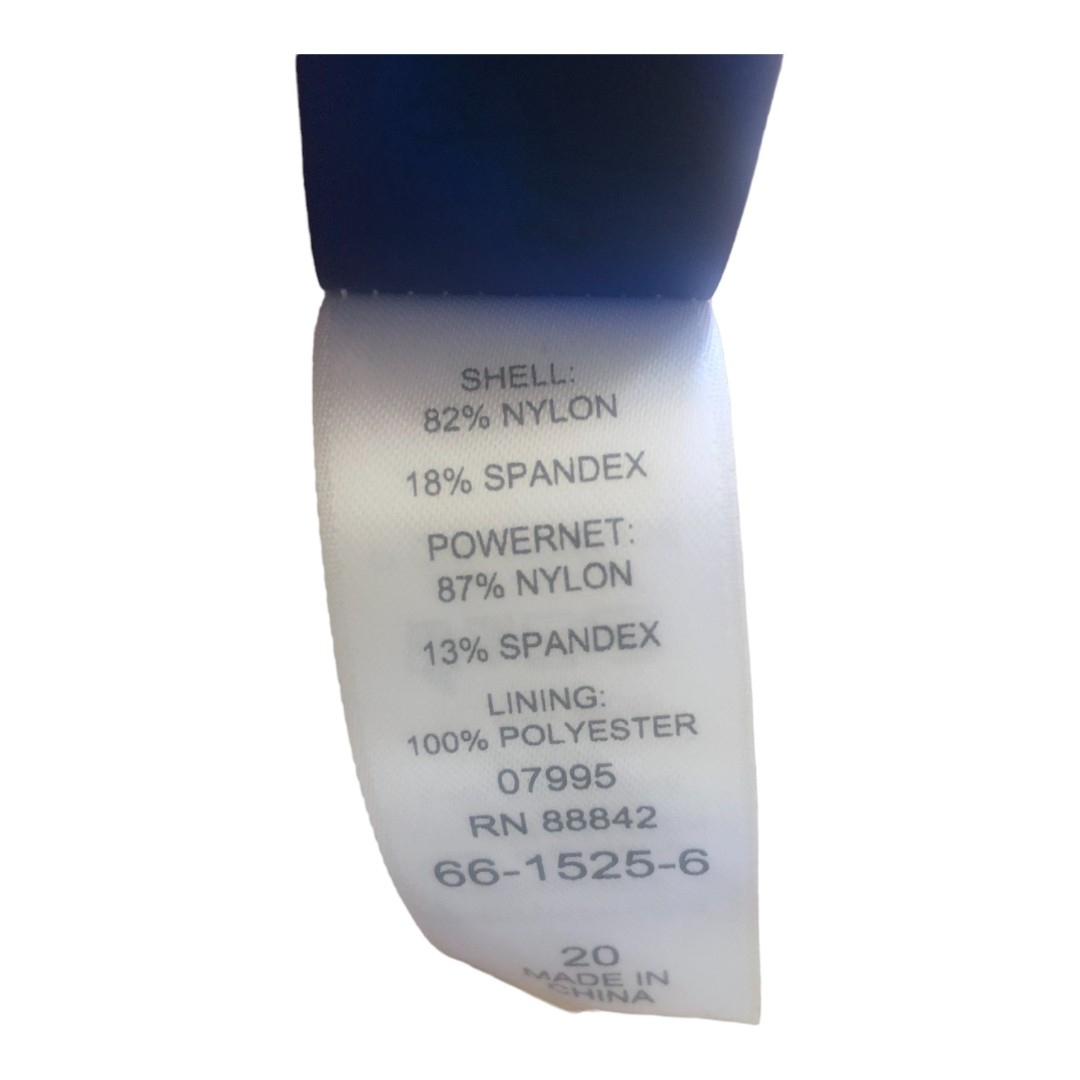 SHELL:
82% NYLON
18% SPANDEX
POWERNET:
87% NYLON
13% SPANDEX
LINING:
100% POLYESTER
07995
RN 88842
66-1525-6
20
MADE IN
CHINA